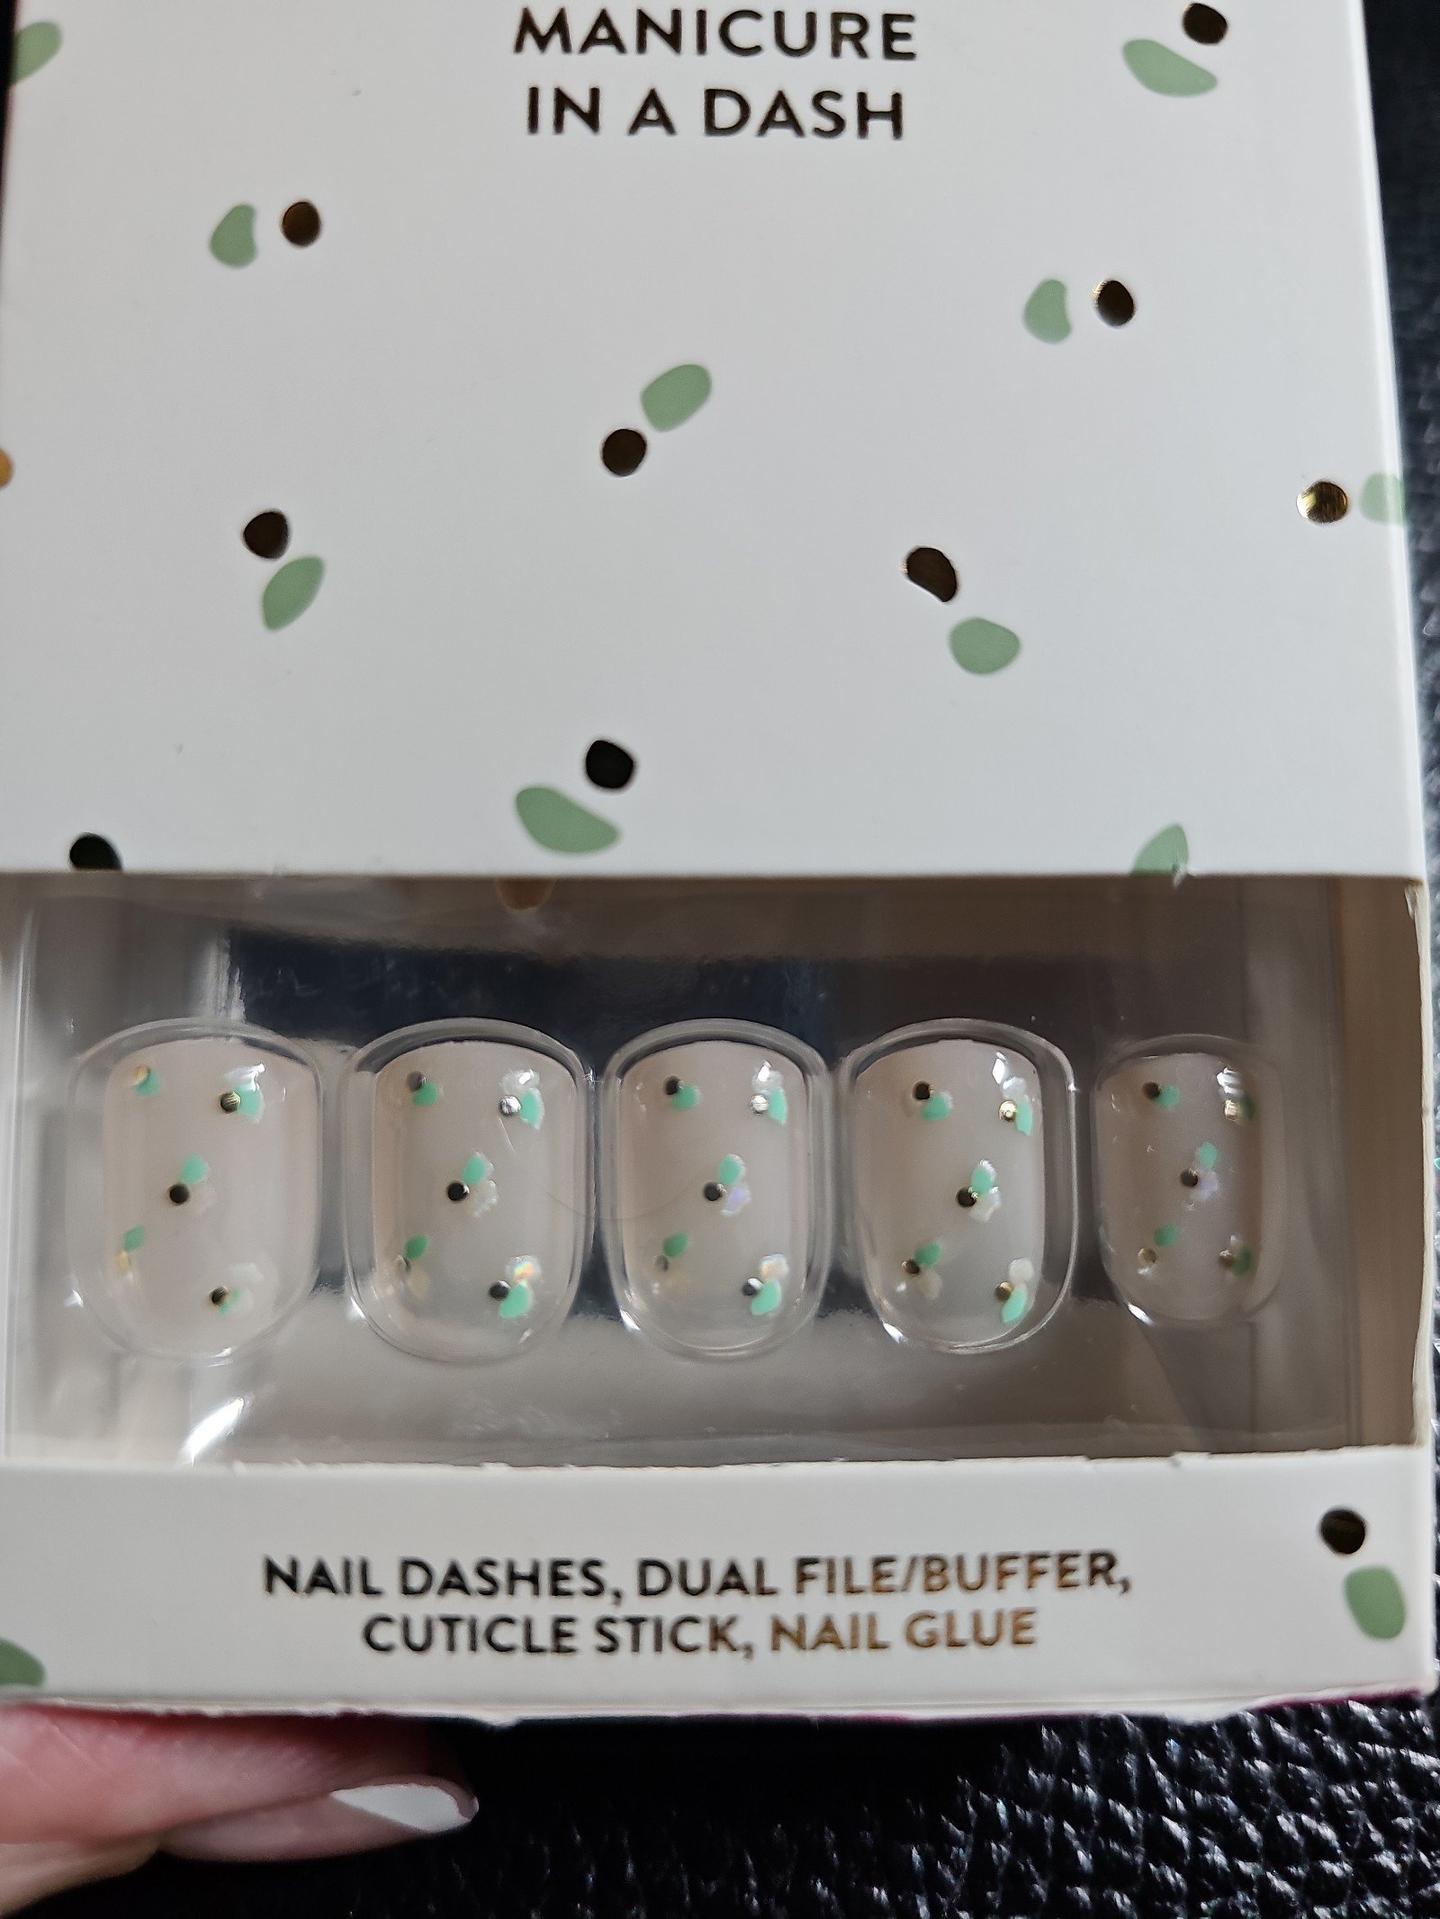 MANICURE
IN A DASH
NAIL DASHES, DUAL FILE/BUFFER,
CUTICLE STICK, NAIL GLUE